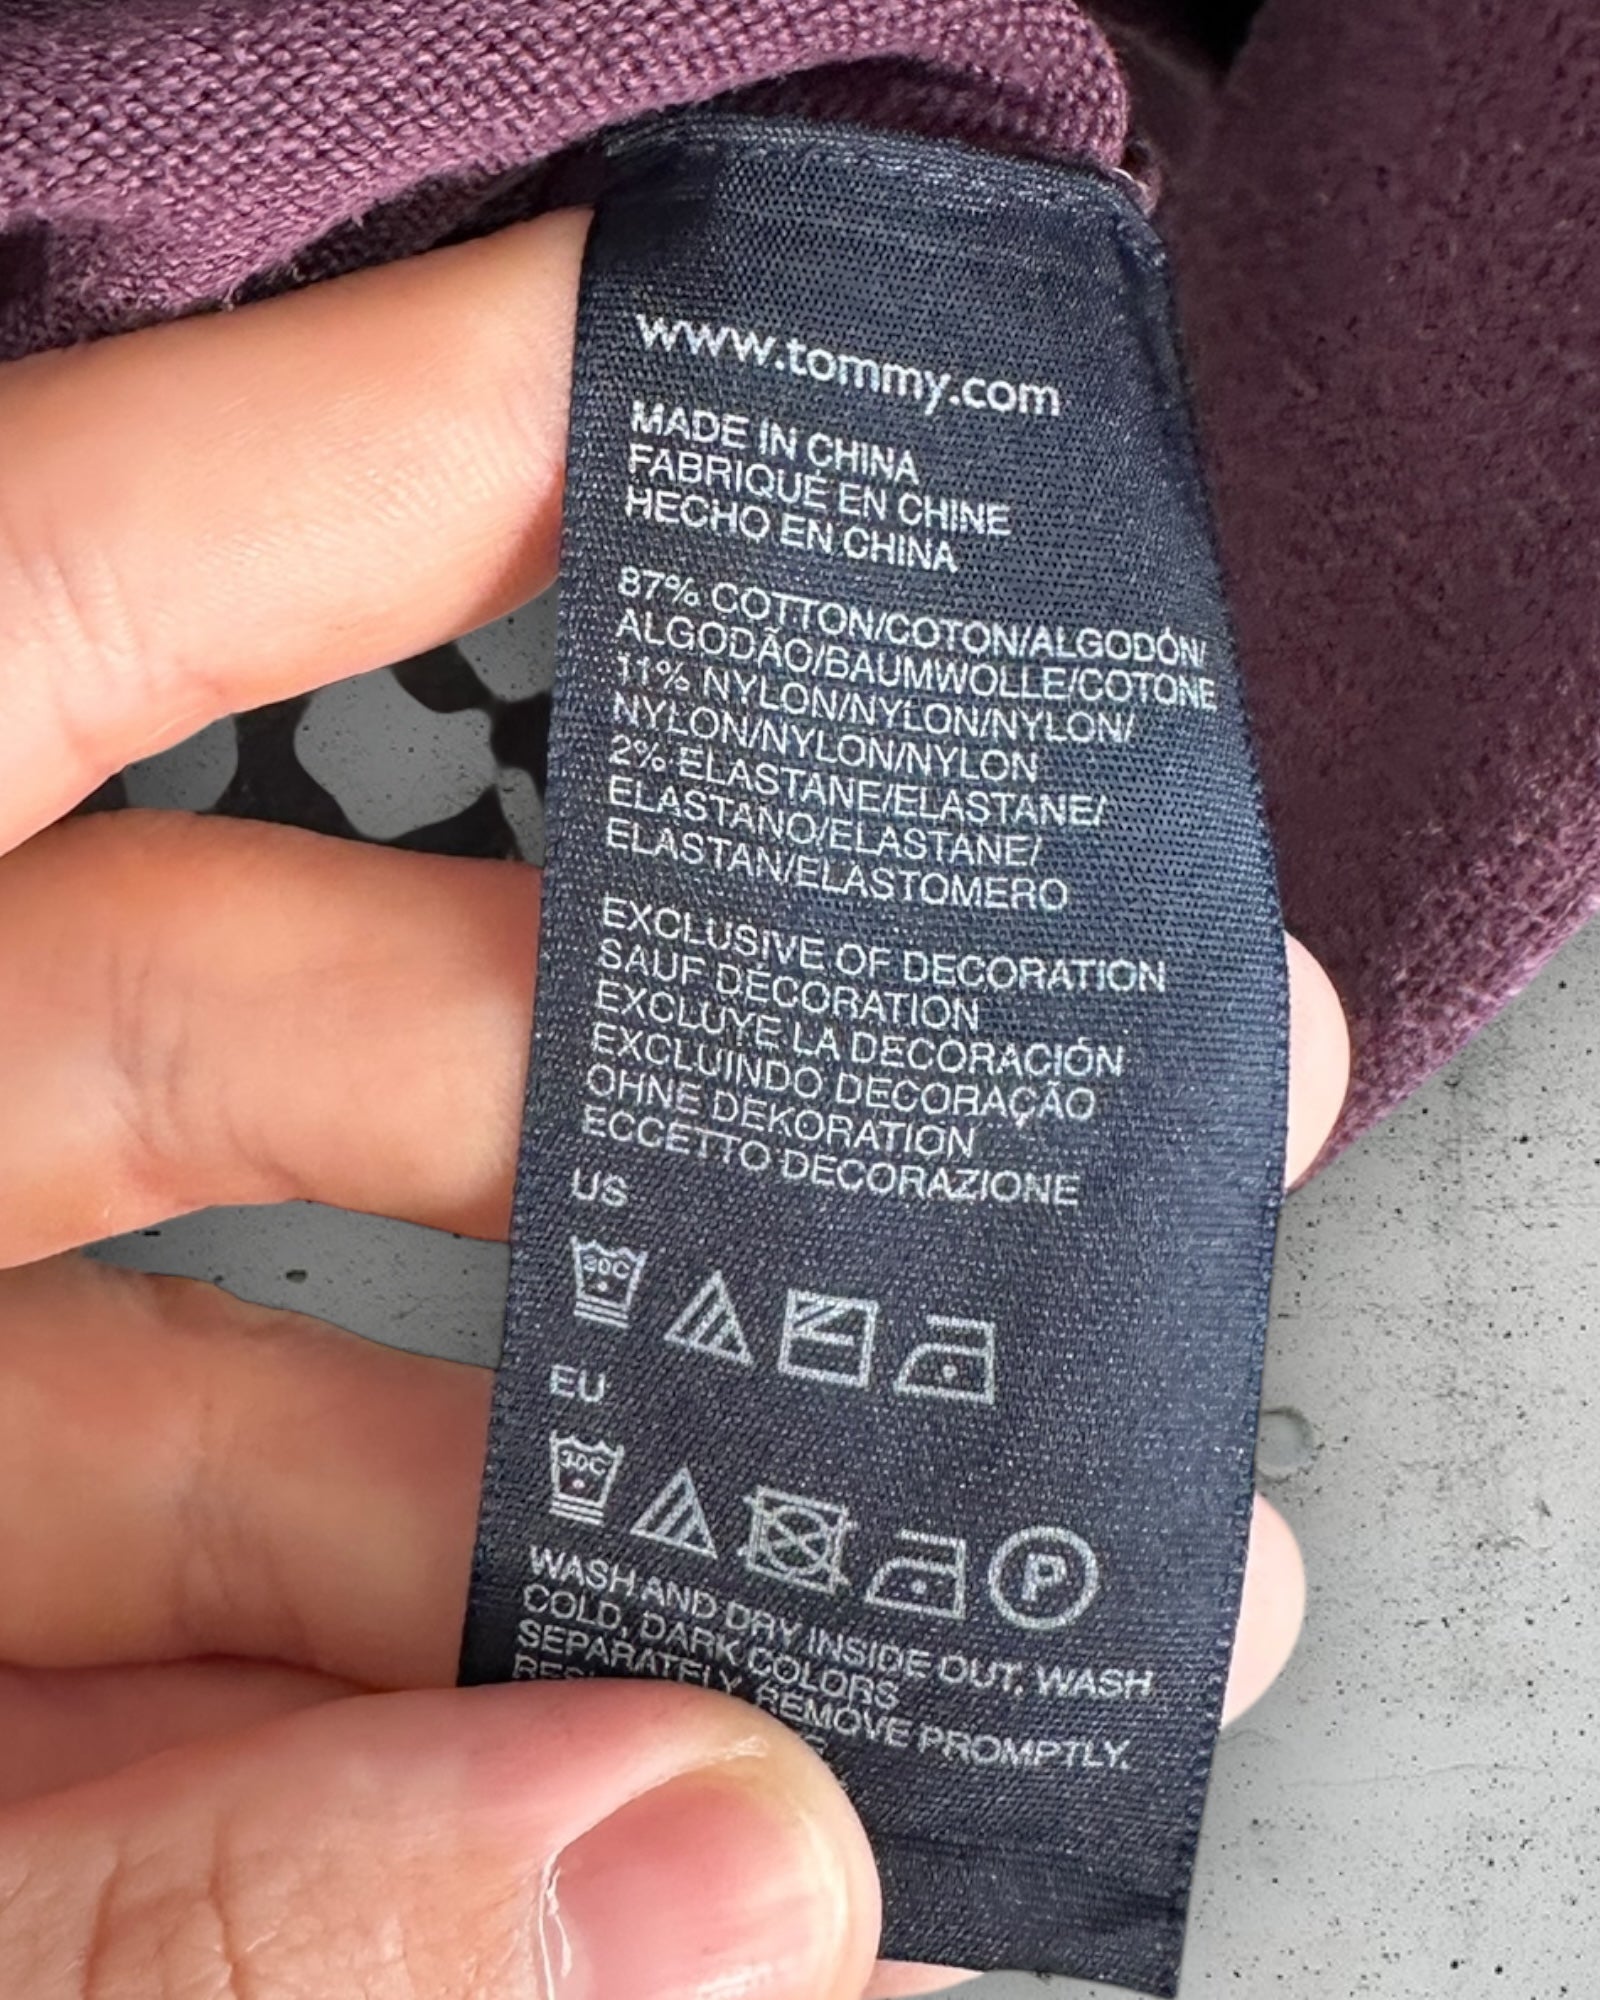 www.tommy.com
MADE IN CHINA
FABRIQUÉ EN CHINE
HECHO EN CHINA
87% COTTON/COTON/ALGODÓN/
ALGODÃO/BAUMWOLLE/COTONE
11% NYLON/NYLON/NYLON/
NYLON/NYLON/NYLON
2% ELASTANE/ELASTANE/
ELASTANO/ELASTANE/
ELASTAN/ELASTOMERO
EXCLUSIVE OF DECORATION
SAUF DÉCORATION
EXCLUYE LA DECORACIÓN
EXCLUINDO DECORAÇÃO
OHNE DEKORATION
ECCETTO DECORAZIONE
US
30C
EU
30C
P
WASH AND DRY INSIDE OUT. WASH
COLD, DARK COLORS
SEPARATELY. REMOVE PROMPTLY.